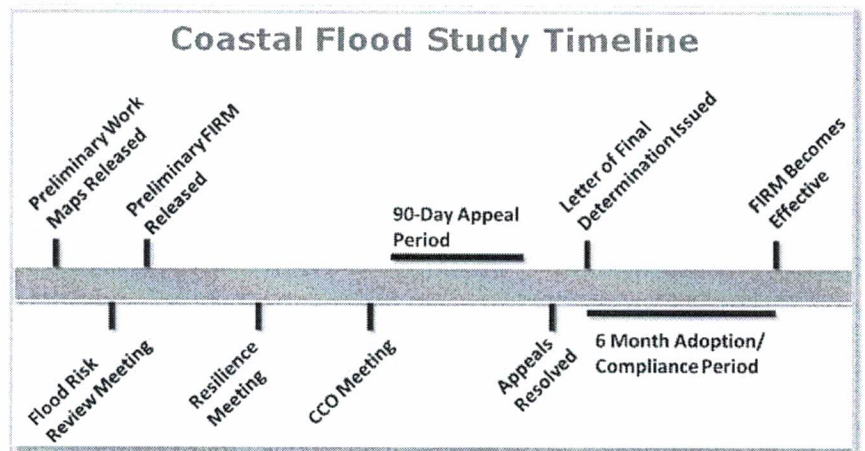 Coastal Flood Study Timeline
Preliminary Work
Maps Released
Preliminary FIRM
Released
90-Day Appeal
Period
Letter of Final
Determination Issued
FIRM Becomes
Effective
Flood Risk
Review Meeting
Resilience
Meeting
CCO Meeting
Appeals
Resolved
6 Month Adoption/
Compliance Period